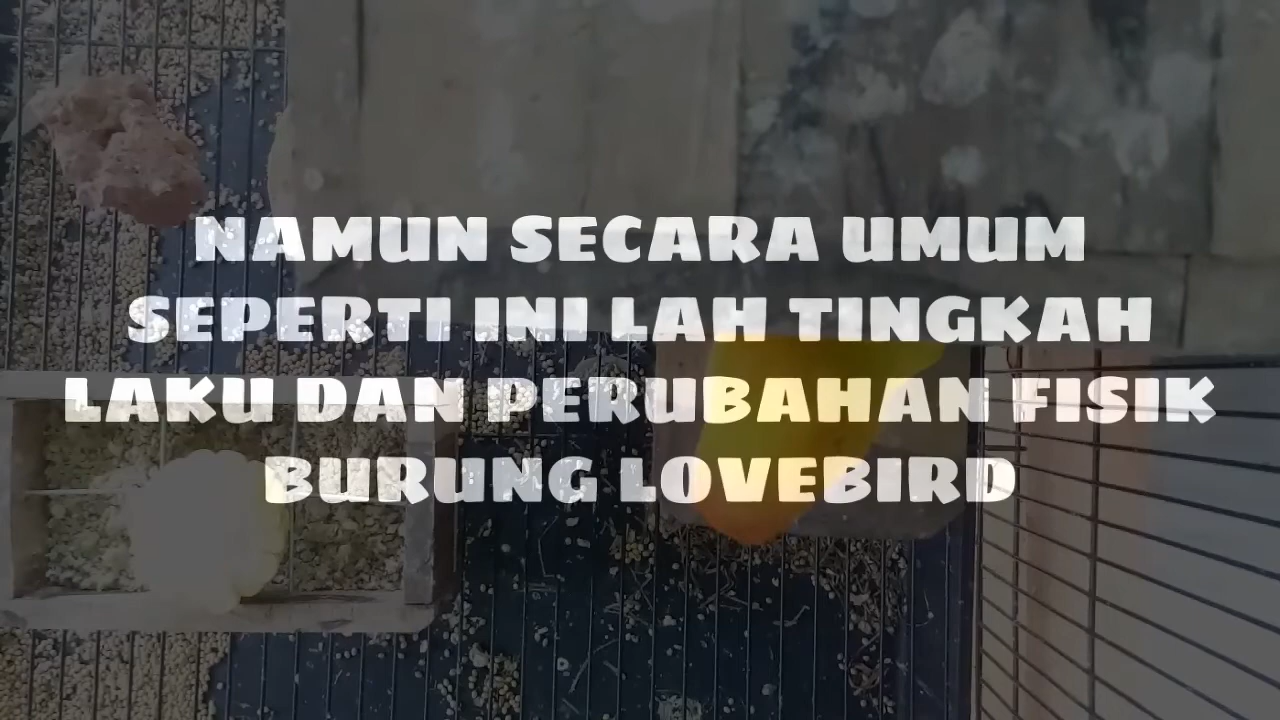 NAMUN SECARA UMUM
SEPERTI INI LAH TINGKAH
LAKU DAN PERUBAHAN FISIK
BURUNG LOVEBIRD